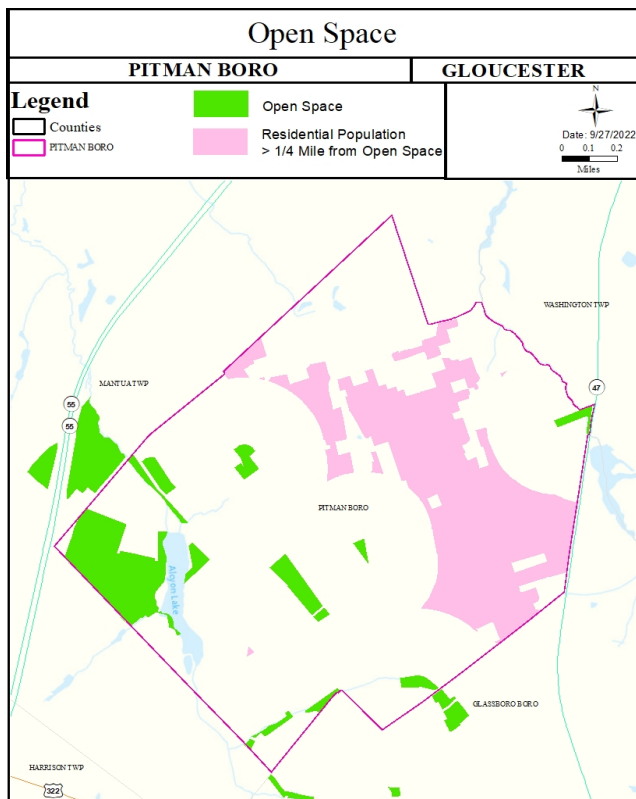 Open Space
PITMAN BORO
GLOUCESTER
Legend
Counties
PITMAN BORO
Open Space
Residential Population
> 1/4 Mile from Open Space
N
Date: 9/27/2022
0 0.1 0.2
Miles
WASHINGTON TWP
MANTUA TWP
47
55
55
PITMAN BORO
Alcyon Lake
GLASSBORO BORO
HARRISON TWP
322